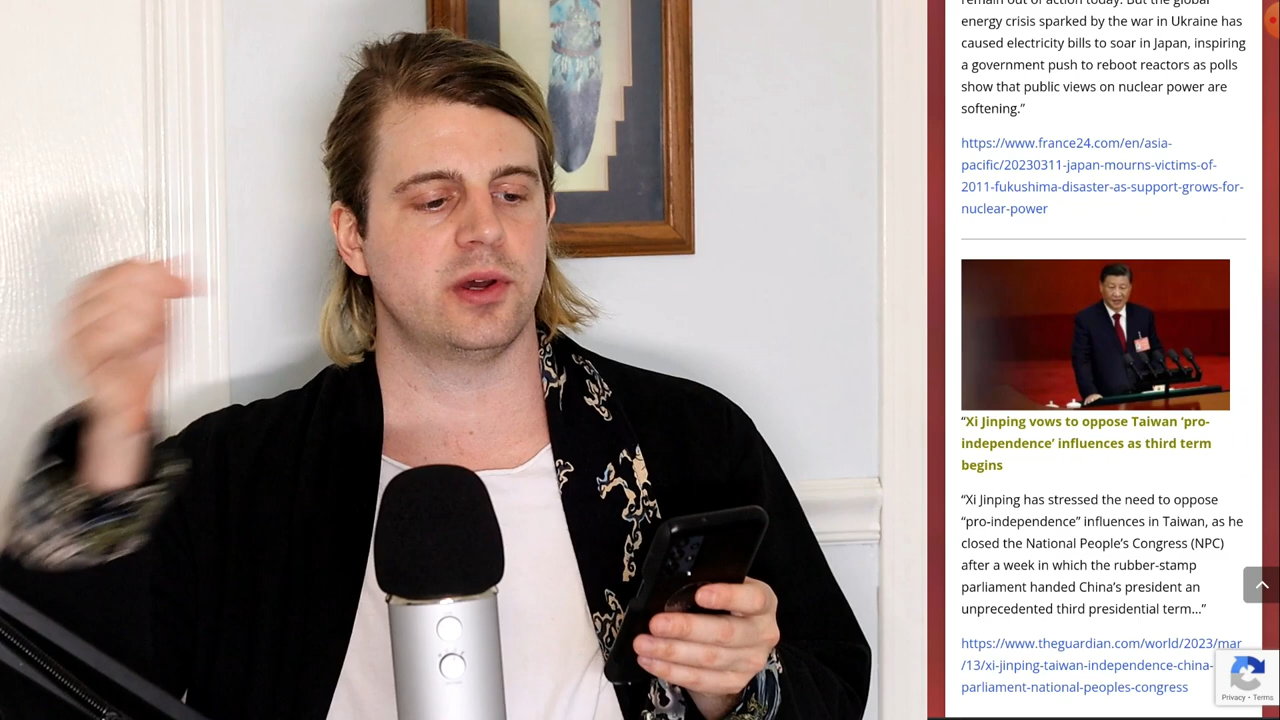 remain out of action today. But the global
energy crisis sparked by the war in Ukraine has
caused electricity bills to soar in Japan, inspiring
a government push to reboot reactors as polls
show that public views on nuclear power are
softening.”
https://www.france24.com/en/asia-
pacific/20230311-japan-mourns-victims-of-
2011-fukushima-disaster-as-support-grows-for-
nuclear-power
“Xi Jinping vows to oppose Taiwan ‘pro-
independence’ influences as third term
begins
“Xi Jinping has stressed the need to oppose
“pro-independence” influences in Taiwan, as he
closed the National People’s Congress (NPC)
after a week in which the rubber-stamp
parliament handed China’s president an
unprecedented third presidential term...”
https://www.theguardian.com/world/2023/mar
/13/xi-jinping-taiwan-independence-china-
parliament-national-peoples-congress
Privacy - Terms